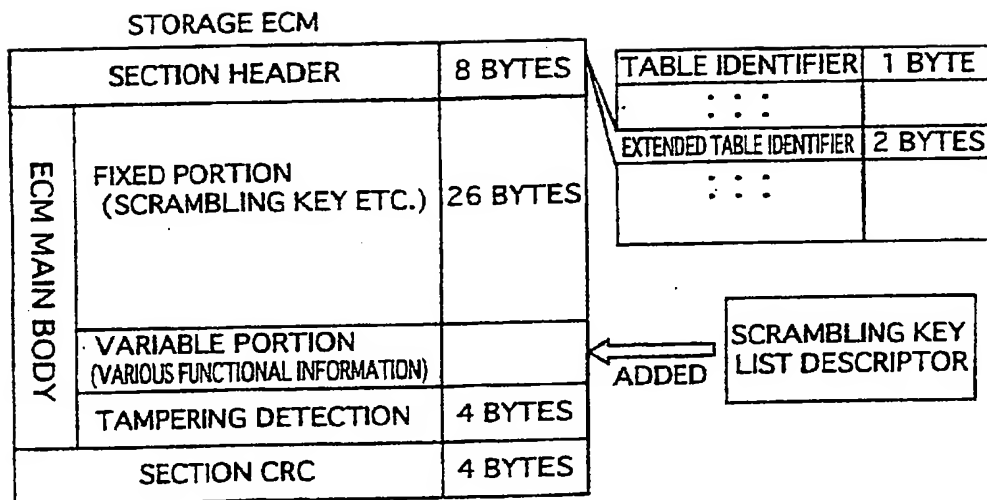 STORAGE ECM
SECTION HEADER 8 BYTES
ECM MAIN BODY
FIXED PORTION
(SCRAMBLING KEY ETC.) 26 BYTES
VARIABLE PORTION
(VARIOUS FUNCTIONAL INFORMATION)
TAMPERING DETECTION 4 BYTES
SECTION CRC 4 BYTES
TABLE IDENTIFIER 1 BYTE
: : :
EXTENDED TABLE IDENTIFIER 2 BYTES
: : :
ADDED
SCRAMBLING KEY
LIST DESCRIPTOR